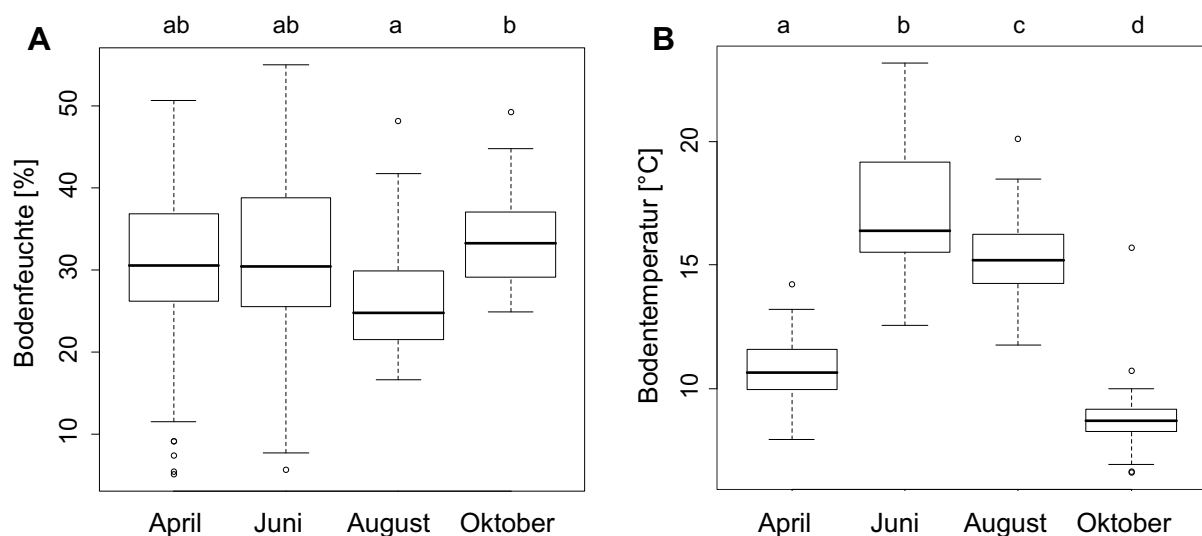 A
ab ab a b
Bodenfeuchte [%]
50
40
30
20
10
April Juni August Oktober
B
a b c d
Bodentemperatur [°C]
20
15
10
April Juni August Oktober